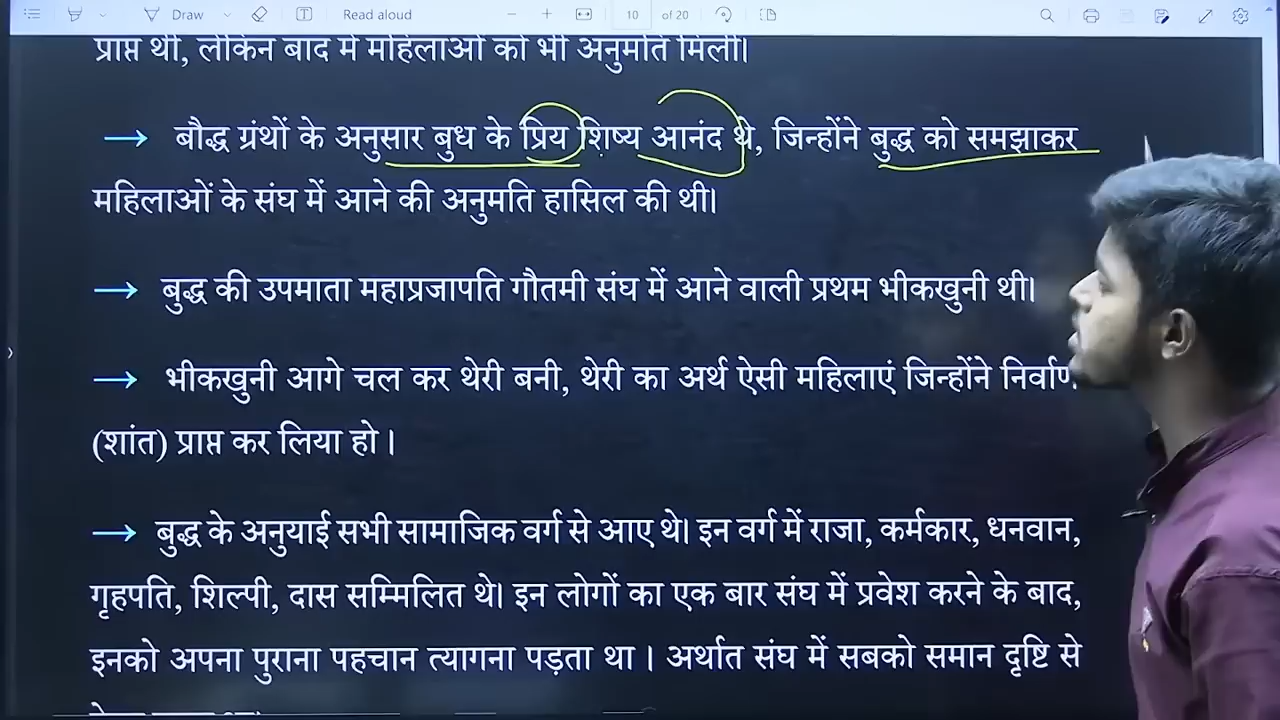 Draw Read aloud 10 of 20
प्राप्त थी, लेकिन बाद में महिलाओं को भी अनुमति मिली।
→ बौद्ध ग्रंथों के अनुसार बुध के प्रिय शिष्य आनंद थे, जिन्होंने बुद्ध को समझाकर
महिलाओं के संघ में आने की अनुमति हासिल की थी।
→ बुद्ध की उपमाता महाप्रजापति गौतमी संघ में आने वाली प्रथम भीकखुनी थी।
→ भीकखुनी आगे चल कर थेरी बनी, थेरी का अर्थ ऐसी महिलाएं जिन्होंने निर्वाण
(शांत) प्राप्त कर लिया हो।
→ बुद्ध के अनुयाई सभी सामाजिक वर्ग से आए थे। इन वर्ग में राजा, कर्मकार, धनवान,
गृहपति, शिल्पी, दास सम्मिलित थे। इन लोगों का एक बार संघ में प्रवेश करने के बाद,
इनको अपना पुराना पहचान त्यागना पड़ता था। अर्थात संघ में सबको समान दृष्टि से